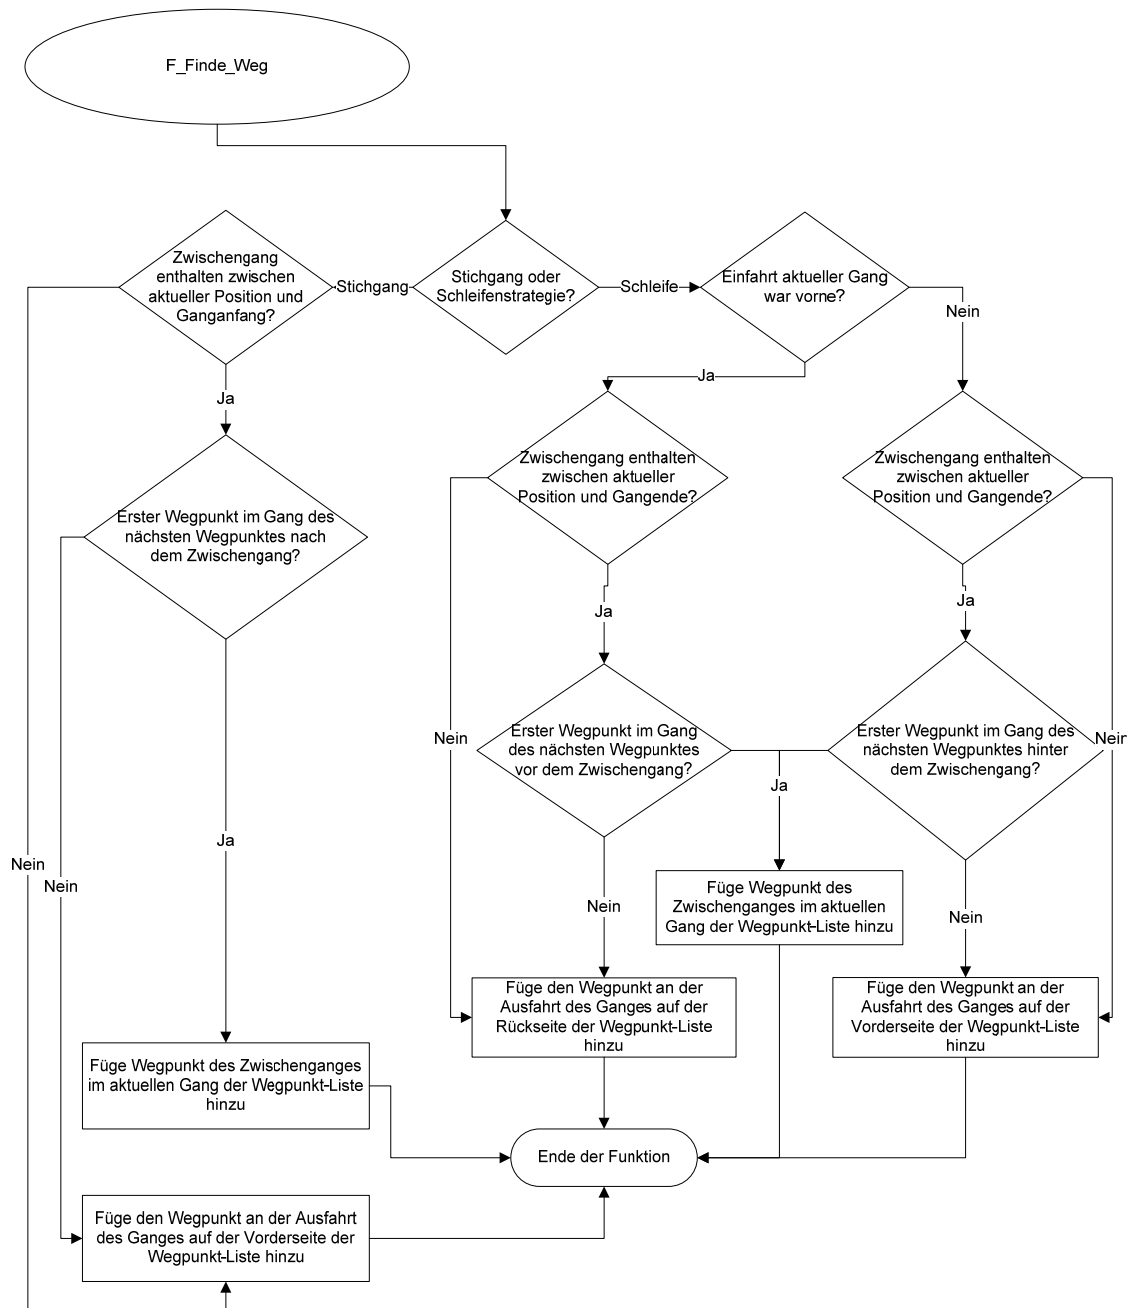 F_Finde_Weg
Zwischengang
enthalten zwischen
aktueller Position und
Ganganfang?
Stichgang
Stichgang oder
Schleifenstrategie?
Schleife
Einfahrt aktueller Gang
war vorne?
Nein
Ja
Ja
Zwischengang enthalten
zwischen aktueller
Position und Gangende?
Zwischengang enthalten
zwischen aktueller
Position und Gangende?
Erster Wegpunkt im Gang des
nächsten Wegpunktes nach
dem Zwischengang?
Ja
Ja
Nein
Erster Wegpunkt im Gang
des nächsten Wegpunktes
vor dem Zwischengang?
Erster Wegpunkt im Gang des
nächsten Wegpunktes hinter
dem Zwischengang?
Nein
Ja
Ja
Nein
Nein
Füge Wegpunkt des
Zwischenganges im aktuellen
Gang der Wegpunkt-Liste hinzu
Nein
Nein
Füge den Wegpunkt an der
Ausfahrt des Ganges auf der
Rückseite der Wegpunkt-Liste
hinzu
Füge den Wegpunkt an der
Ausfahrt des Ganges auf der
Vorderseite der Wegpunkt-Liste
hinzu
Füge Wegpunkt des Zwischenganges
im aktuellen Gang der Wegpunkt-Liste
hinzu
Ende der Funktion
Füge den Wegpunkt an der Ausfahrt
des Ganges auf der Vorderseite der
Wegpunkt-Liste hinzu